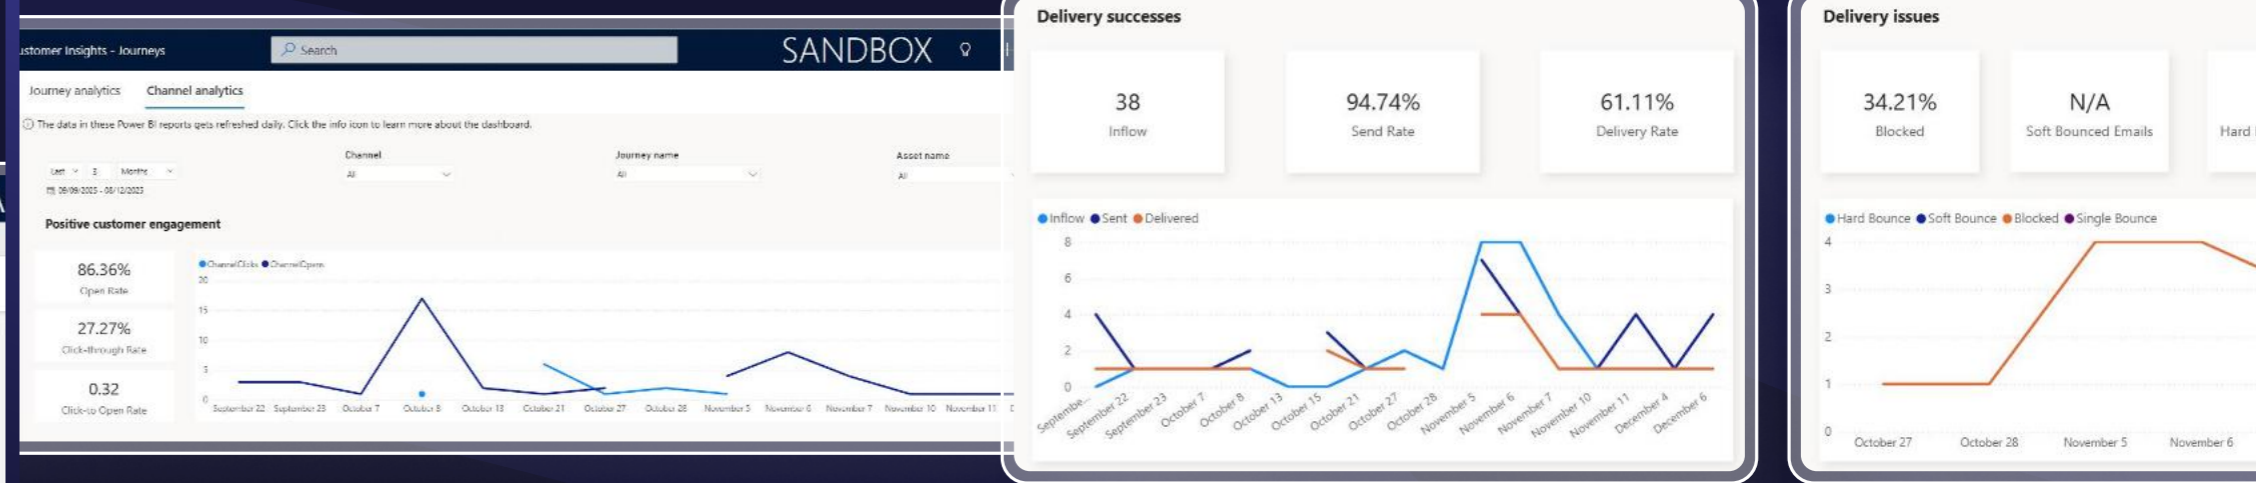 ustomer Insights - Journeys
Search
SANDBOX
Journey analytics
Channel analytics
The data in these Power BI reports gets refreshed daily. Click the info icon to learn more about the dashboard.
Last
Months
Channel
All
Journey name
All
Asset name
All
Positive customer engagement
86.36%
Open Rate
27.27%
Click-through Rate
0.32
Click-to Open Rate
ChannelClicks ChannelOpens
20
15
10
5
0
September 22 September 23 October 7 October 8 October 13 October 21 October 27 October 28 November 5 November 6 November 7 November 10 November 11
Delivery successes
38
Inflow
94.74%
Send Rate
61.11%
Delivery Rate
Inflow Sent Delivered
8
6
4
2
0
Septembe... September 22 September 23 October 7 October 8 October 13 October 15 October 21 October 27 October 28 November 5 November 6 November 7 November 10 November 11 December 4 December 6
Delivery issues
34.21%
Blocked
N/A
Soft Bounced Emails
Hard
Hard Bounce Soft Bounce Blocked Single Bounce
4
3
2
1
0
October 27 October 28 November 5 November 6